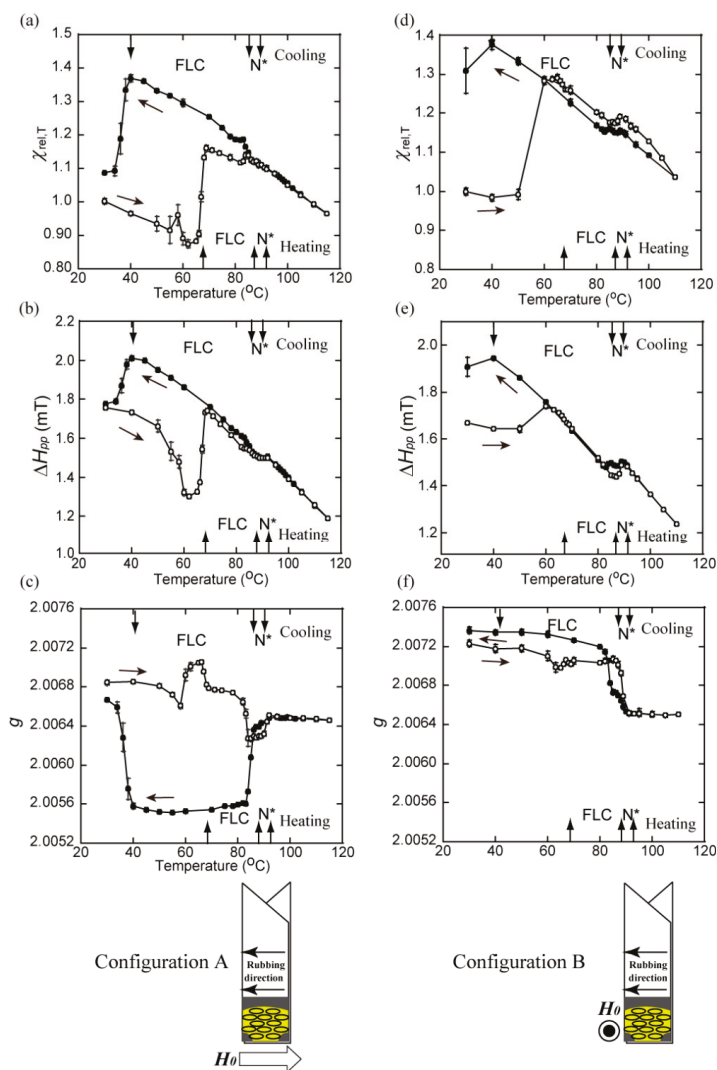 (a)
1.5
1.4
1.3
1.2
1.1
1.0
0.90
0.80
χrel,T
FLC
N*
Cooling
FLC
N*
Heating
20 40 60 80 100 120
Temperature (°C)
(b)
2.2
2.0
1.8
1.6
1.4
1.2
1.0
ΔHpp (mT)
FLC
N*
Cooling
FLC
N*
Heating
20 40 60 80 100 120
Temperature (°C)
(c)
2.0076
2.0072
2.0068
2.0064
2.0060
2.0056
2.0052
g
FLC
N*
Cooling
FLC
N*
Heating
20 40 60 80 100 120
Temperature (°C)
Configuration A
Rubbing
direction
H0
(d)
1.4
1.3
1.2
1.1
1.0
0.9
0.8
χrel,T
FLC
N*
Cooling
FLC
N*
Heating
20 40 60 80 100 120
Temperature (°C)
(e)
2.0
1.8
1.6
1.4
1.2
ΔHpp (mT)
FLC
N*
Cooling
FLC
N*
Heating
20 40 60 80 100 120
Temperature (°C)
(f)
2.0076
2.0072
2.0068
2.0064
2.0060
2.0056
2.0052
g
FLC
N*
Cooling
FLC
N*
Heating
20 40 60 80 100 120
Temperature (°C)
Configuration B
Rubbing
direction
H0